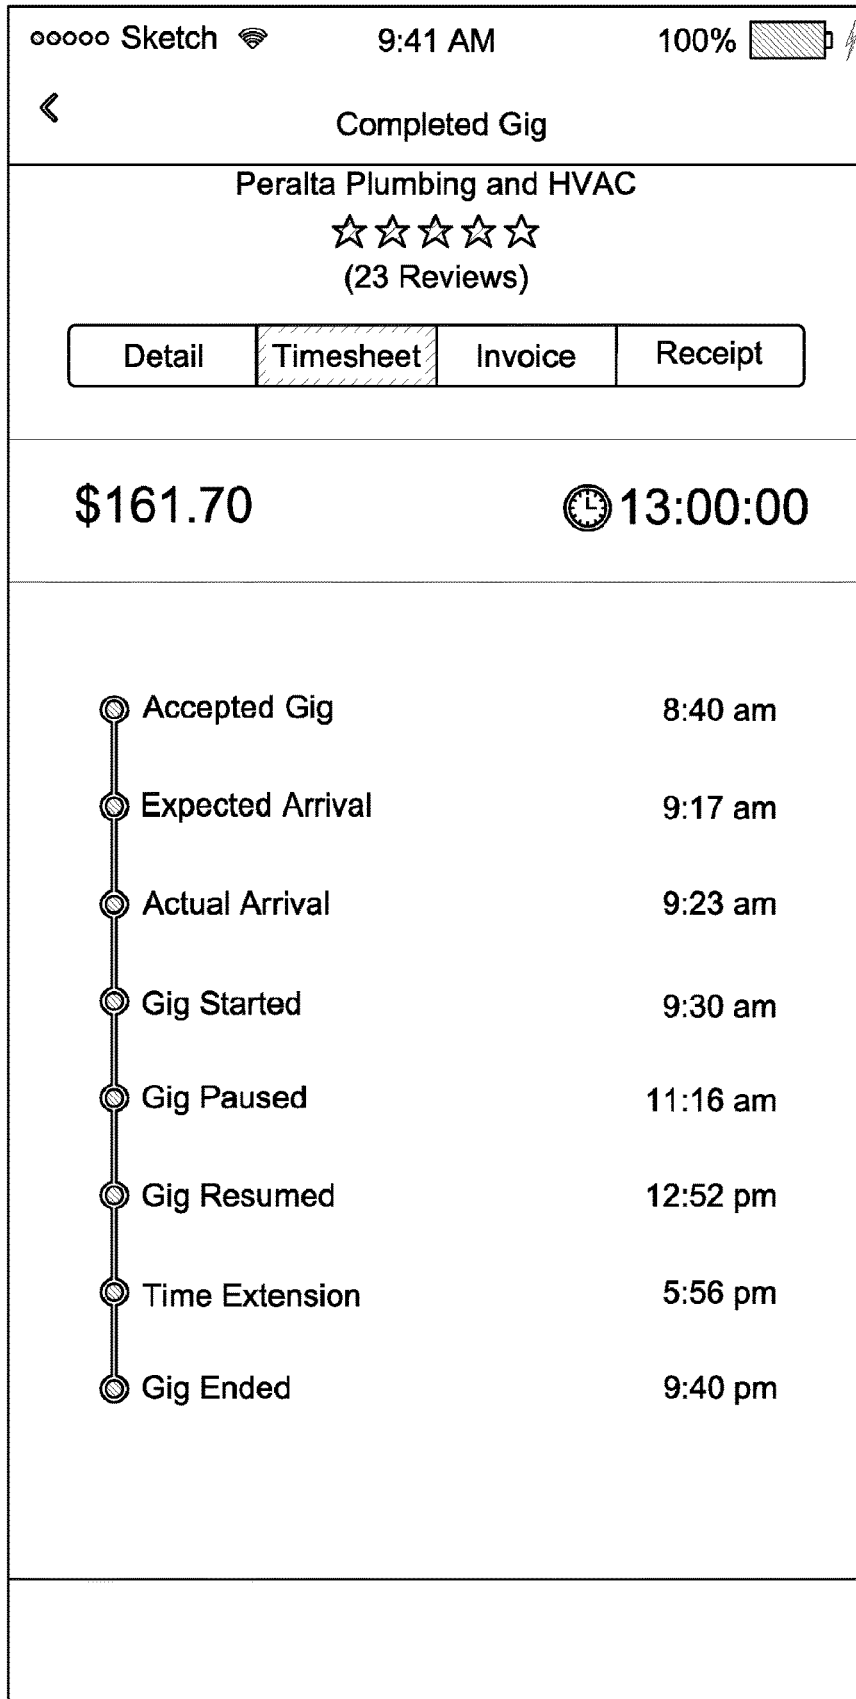 Sketch 9:41 AM 100%
Completed Gig
Peralta Plumbing and HVAC
(23 Reviews)
Detail Timesheet Invoice Receipt
$161.70 13:00:00
Accepted Gig 8:40 am
Expected Arrival 9:17 am
Actual Arrival 9:23 am
Gig Started 9:30 am
Gig Paused 11:16 am
Gig Resumed 12:52 pm
Time Extension 5:56 pm
Gig Ended 9:40 pm